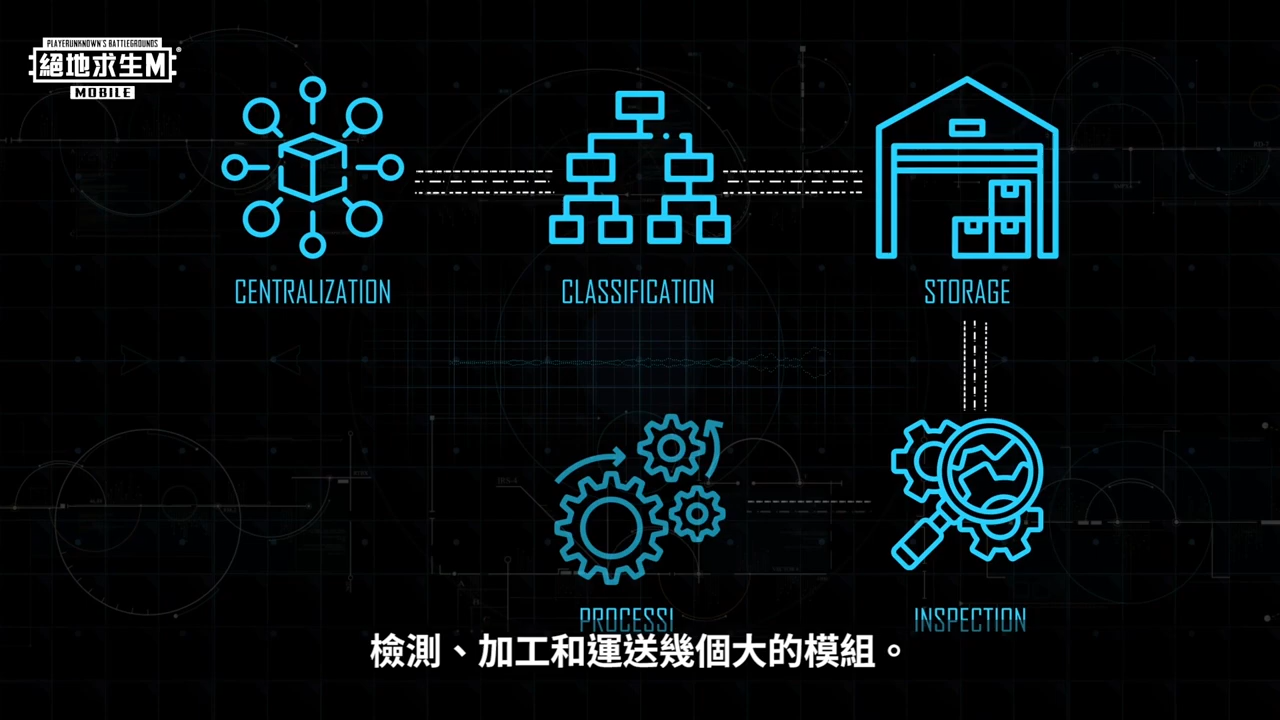 PLAYERUNKNOWN'S BATTLEGROUNDS
絕地求生M
MOBILE
CENTRALIZATION
CLASSIFICATION
STORAGE
PROCESSI
INSPECTION
檢測、加工和運送幾個大的模組。